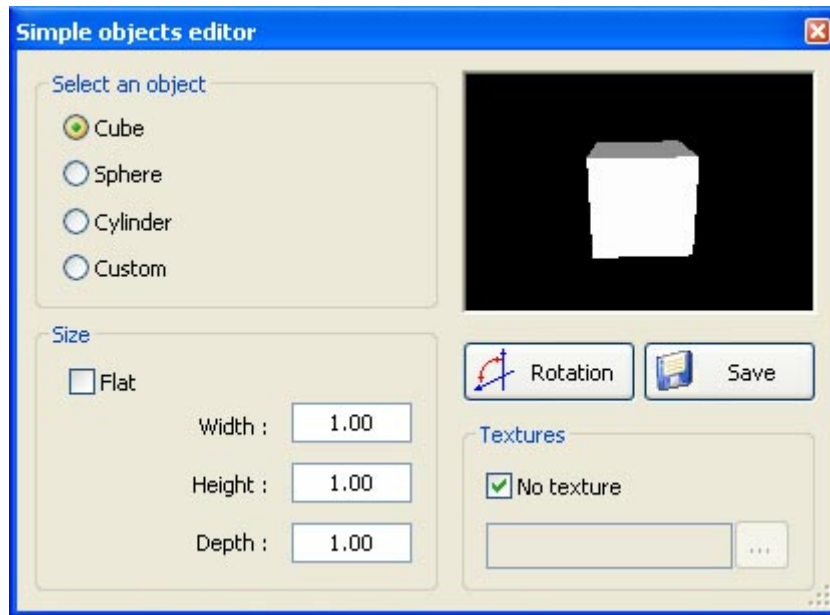 Simple objects editor
Select an object
Cube
Sphere
Cylinder
Custom
Size
Flat
Width : 1.00
Height : 1.00
Depth : 1.00
Rotation
Save
Textures
No texture
...